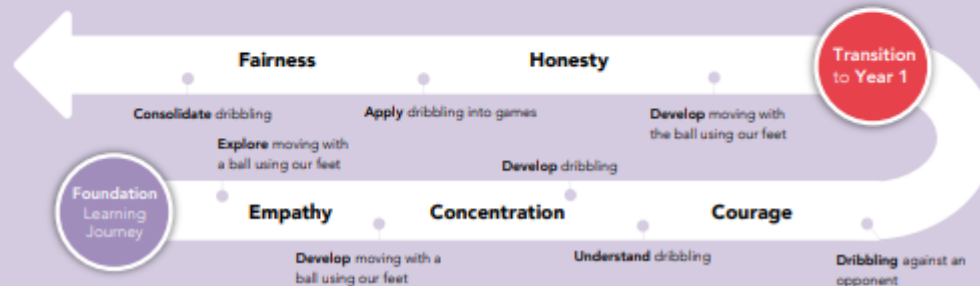 Fairness
Honesty
Transition
to Year 1
Consolidate dribbling
Apply dribbling into games
Develop moving with
the ball using our feet
Explore moving with
a ball using our feet
Develop dribbling
Foundation
Learning
Journey
Empathy
Concentration
Courage
Develop moving with a
ball using our feet
Understand dribbling
Dribbling against an
opponent